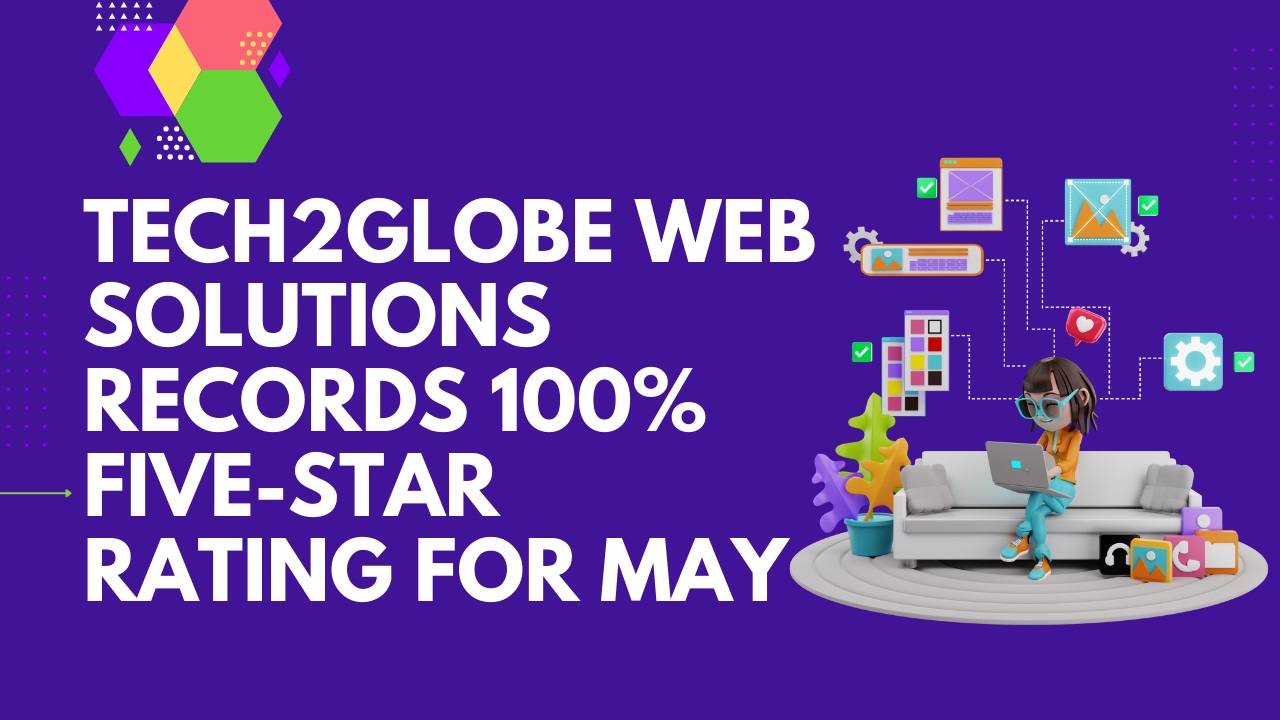 TECH2GLOBE WEB
SOLUTIONS
RECORDS 100%
FIVE-STAR
RATING FOR MAY